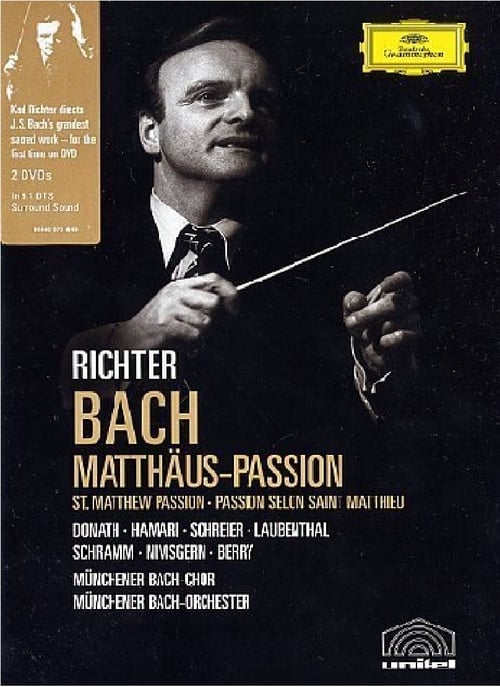 Karl Richter directs
J.S. Bach's grandest
sacred work – for the
first time on DVD
2 DVDs
In 5.1 DTS
Surround Sound
Deutsche
Grammophon
RICHTER
BACH
MATTHÄUS-PASSION
ST. MATTHEW PASSION · PASSION SELON SAINT MATTHIEU
DONATH · HAMARI · SCHREIER · LAUBENTHAL
SCHRAMM · NIMSGERN · BERRY
MÜNCHENER BACH-CHOR
MÜNCHENER BACH-ORCHESTER
unitel